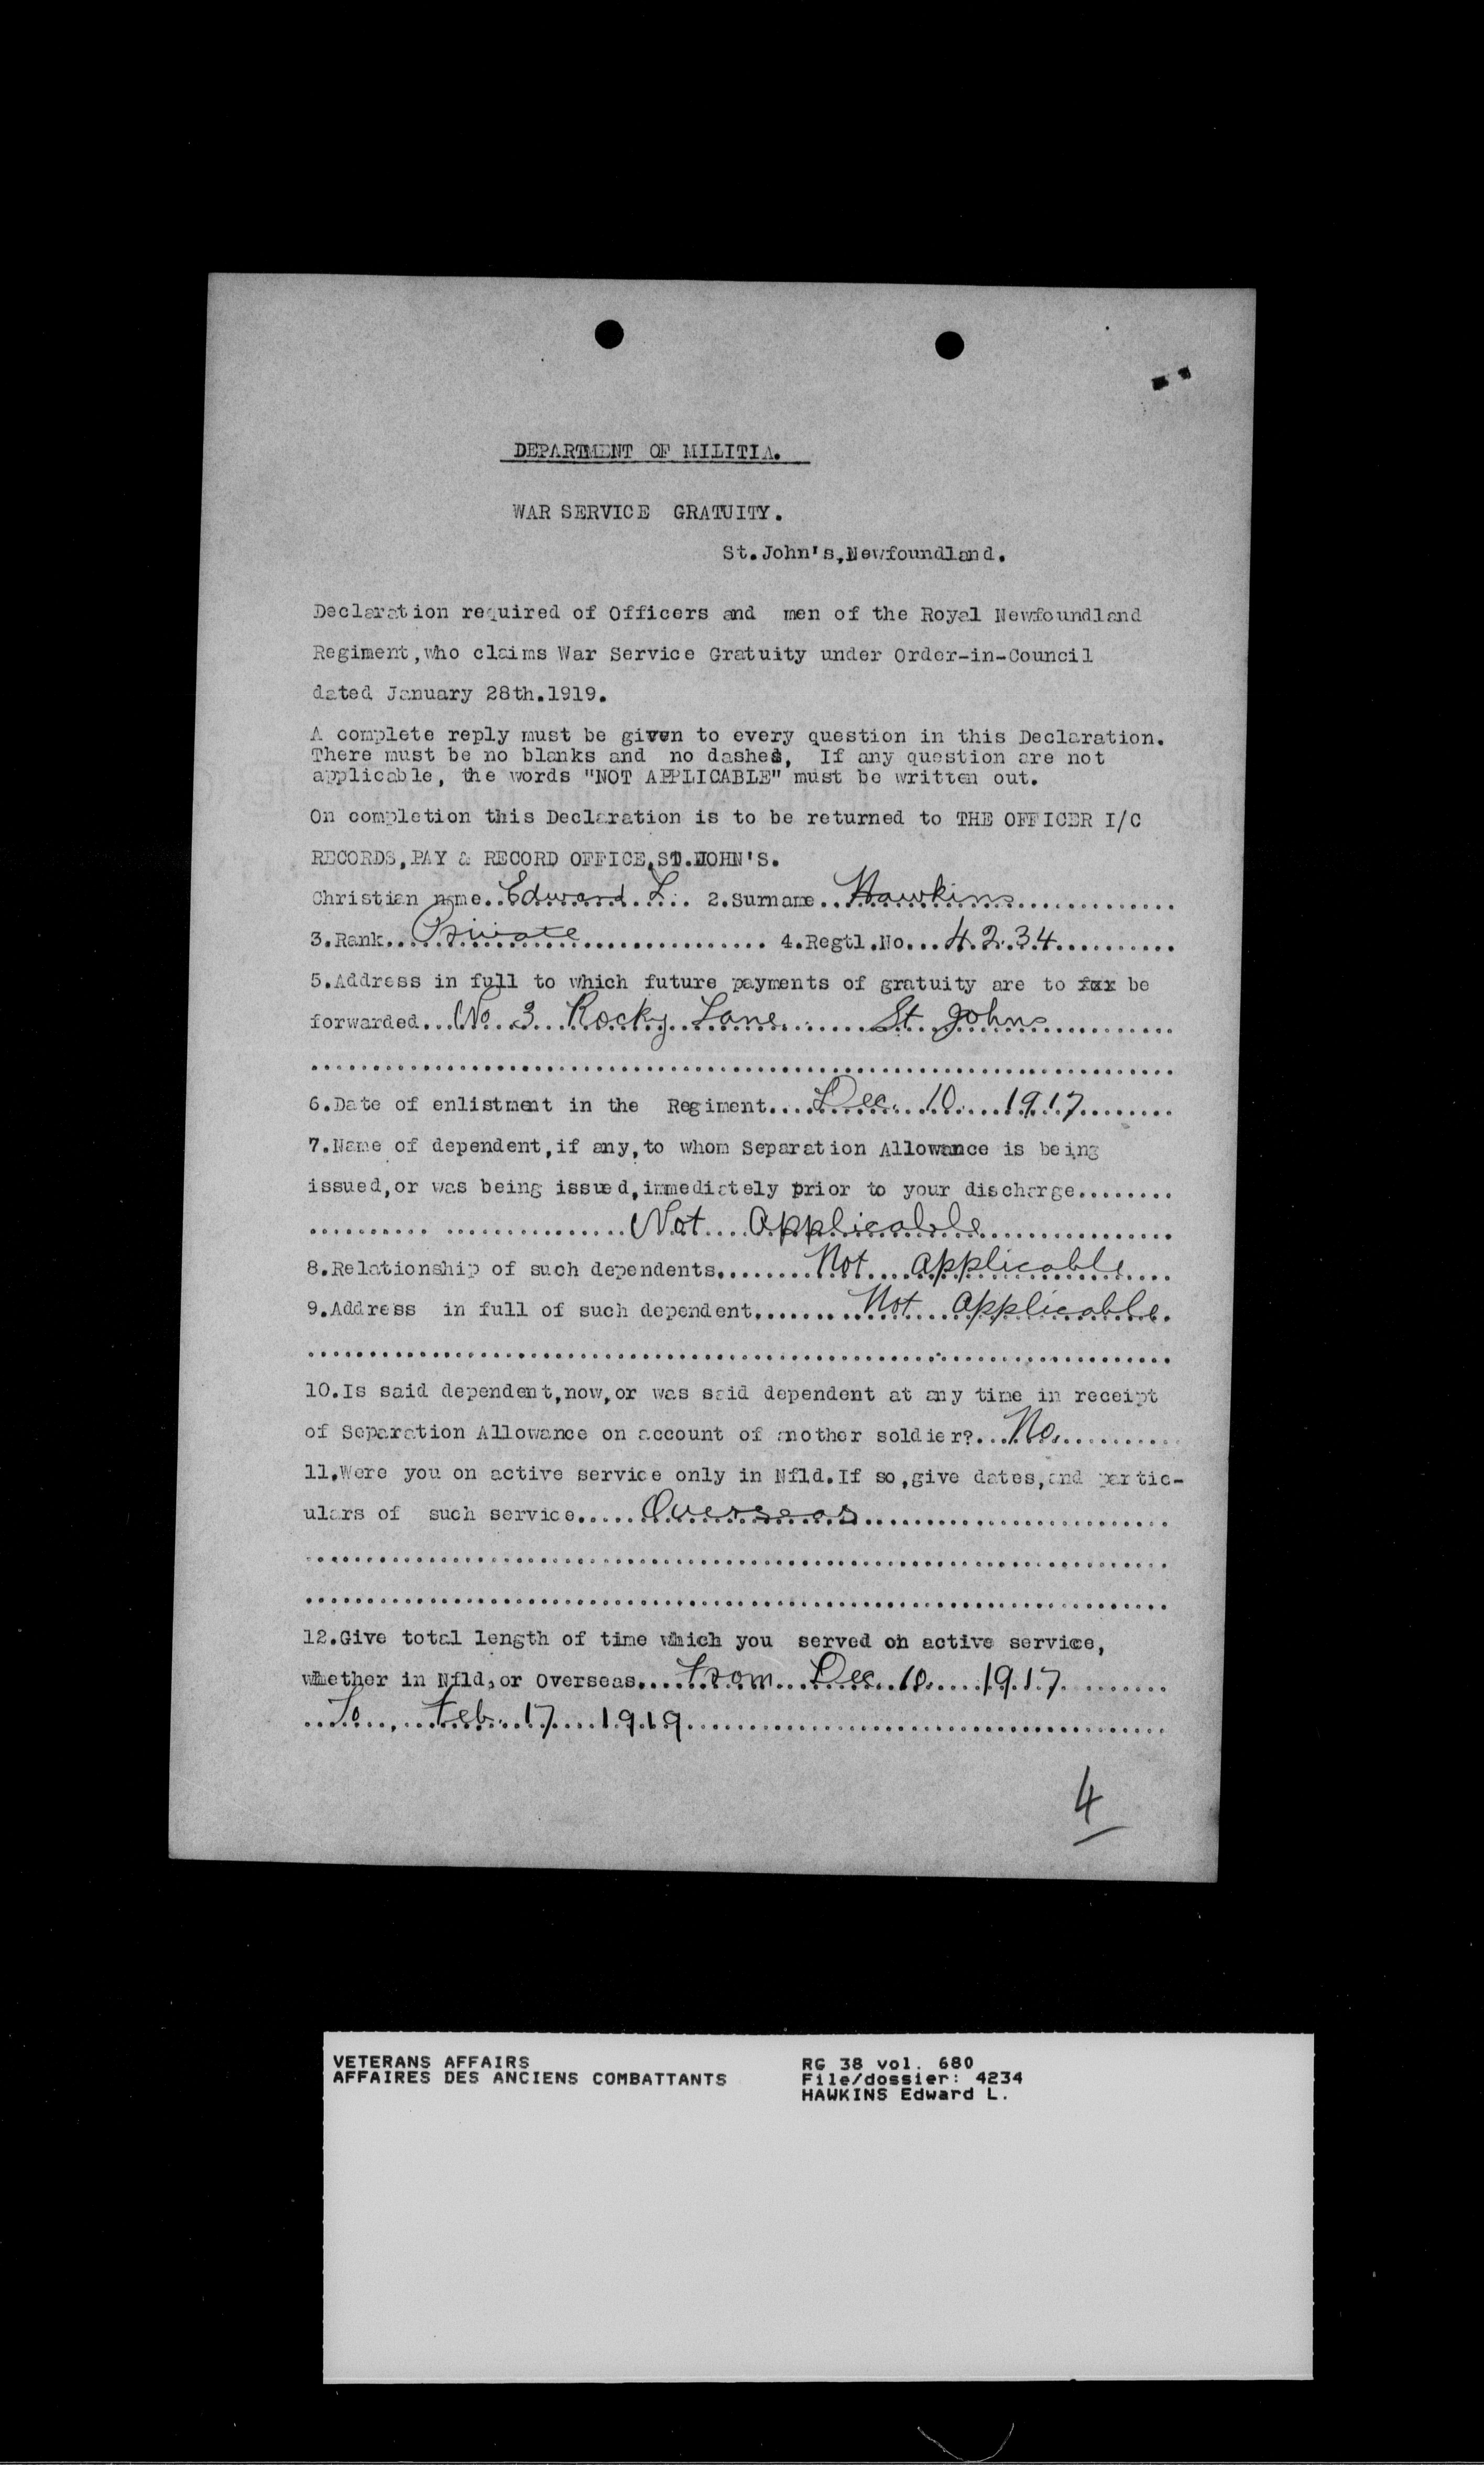 DEPARTMENT OF MILITIA.
WAR SERVICE GRATUITY.
St.John's,Newfoundland.
Declaration required of Officers and men of the Royal Newfoundland
Regiment,who claims War Service Gratuity under Order-in-Council
dated January 28th.1919.
A complete reply must be given to every question in this Declaration.
There must be no blanks and no dashes, If any question are not
applicable, the words "NOT APPLICABLE" must be written out.
On completion this Declaration is to be returned to THE OFFICER I/C
RECORDS,PAY & RECORD OFFICE,ST.JOHN'S.
Christian name..Edward L... 2.Surname..Hawkins..........
3.Rank..Private............... 4.Regtl.No...4234..........
5.Address in full to which future payments of gratuity are to fxx be
forwarded...No. 3 Rocky Lane......St Johns............
......................................................................
6.Date of enlistment in the Regiment....Dec. 10. 1917........
7.Name of dependent,if any,to whom Separation Allowance is being
issued,or was being issued,immediately prior to your discharge........
.......... ...............Not Applicable...............
8.Relationship of such dependents........Not applicable....
9.Address in full of such dependent.........Not applicable.
......................................................................
10.Is said dependent,now,or was said dependent at any time in receipt
of Separation Allowance on account of another soldier?...No...........
11.Were you on active service only in Nfld.If so,give dates,and partic-
ulars of such service.....Overseas.........................
......................................................................
......................................................................
12.Give total length of time which you served on active service,
whether in Nfld,or Overseas....from Dec 10. 1917.........
..To...Feb. 17 1919.......................................
4
VETERANS AFFAIRS
AFFAIRES DES ANCIENS COMBATTANTS
RG 38 vol. 680
File/dossier: 4234
HAWKINS Edward L.